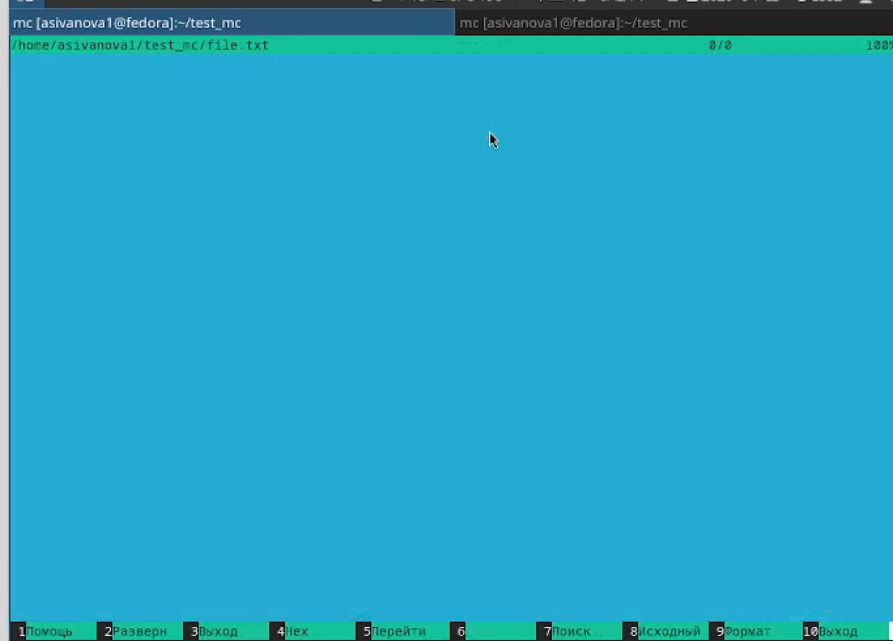 mc [asivanova1@fedora]:~/test_mc mc [asivanova1@fedora]:~/test_mc
/home/asivanova1/test_mc/file.txt 0/0 100%
1Помощь 2Разверн 3Выход 4Hex 5Перейти 6 7Поиск 8Исходный 9Формат 10Выход